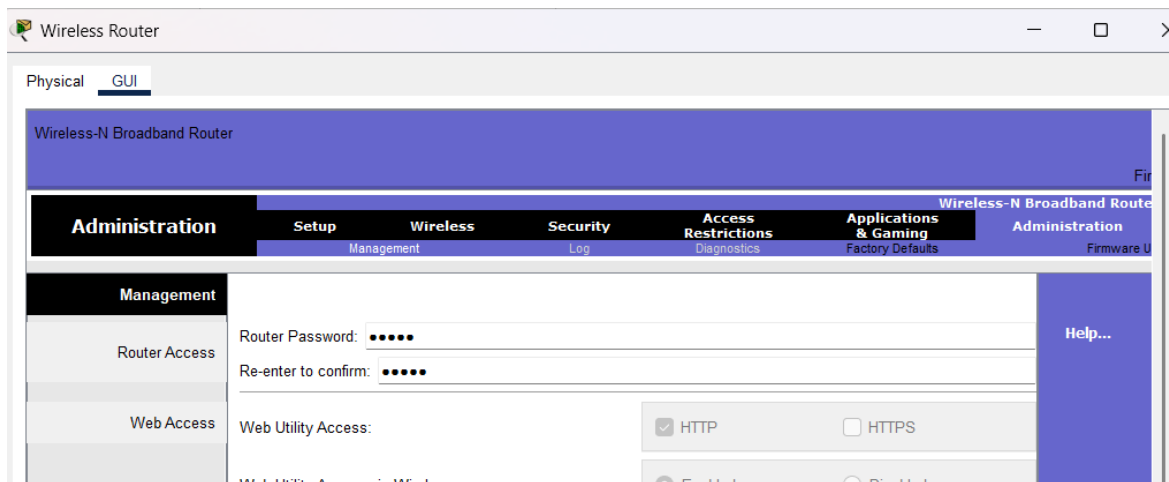 Wireless Router
Physical GUI
Wireless-N Broadband Router
Fir
Wireless-N Broadband Route
Administration Setup Wireless Security Access Restrictions Applications & Gaming Administration
Management Log Diagnostics Factory Defaults Firmware U
Management
Router Access
Router Password: •••••
Help...
Re-enter to confirm: •••••
Web Access
Web Utility Access: HTTP HTTPS